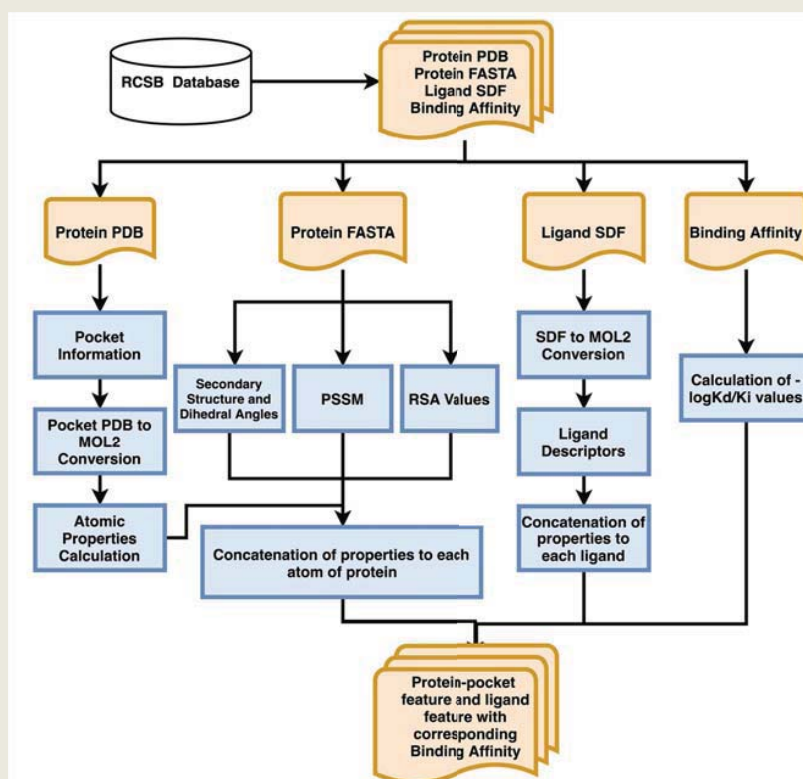 RCSB Database
Protein PDB
Protein FASTA
Ligand SDF
Binding Affinity
Protein PDB
Protein FASTA
Ligand SDF
Binding Affinity
Pocket
Information
Secondary
Structure and
Dihedral Angles
PSSM
RSA Values
SDF to MOL2
Conversion
Calculation of -
logKd/Ki values
Pocket PDB to
MOL2
Conversion
Ligand
Descriptors
Atomic
Properties
Calculation
Concatenation of properties to each
atom of protein
Concatenation of
properties to
each ligand
Protein-pocket
feature and ligand
feature with
corresponding
Binding Affinity